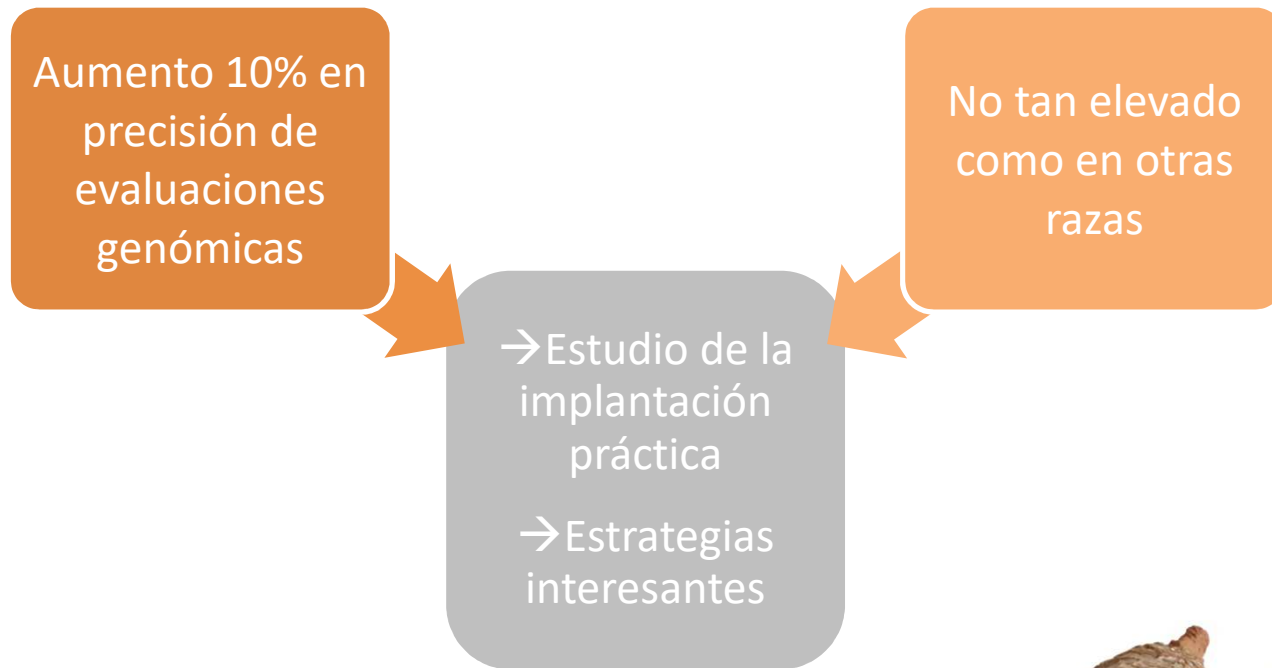 Aumento 10% en
precisión de
evaluaciones
genómicas
No tan elevado
como en otras
razas
→Estudio de la
implantación
práctica
→Estrategias
interesantes